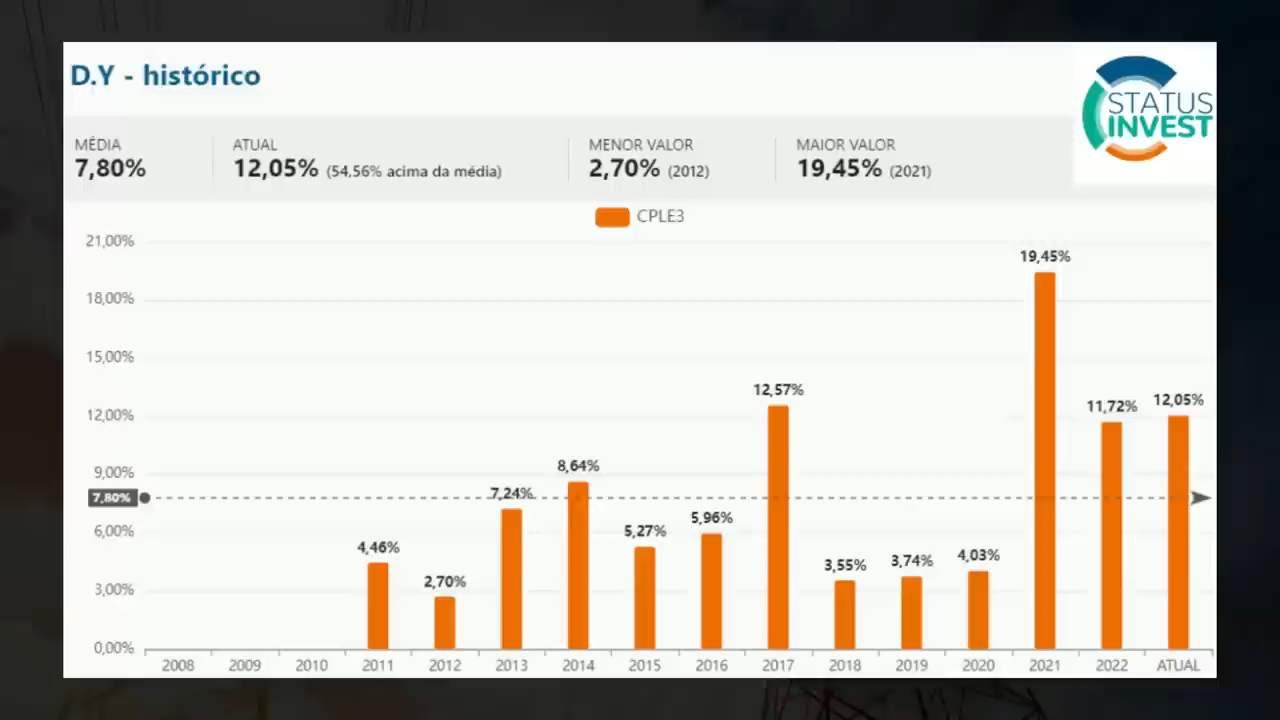 D.Y - histórico
STATUS
INVEST
MÉDIA
7,80%
ATUAL
12,05% (54,56% acima da média)
MENOR VALOR
2,70% (2012)
MAIOR VALOR
19,45% (2021)
CPLE3
21,00%
18,00%
15,00%
12,00%
9,00%
7,80%
6,00%
3,00%
0,00%
4,46%
2,70%
7,24%
8,64%
5,27%
5,96%
12,57%
3,55%
3,74%
4,03%
19,45%
11,72%
12,05%
2008 2009 2010 2011 2012 2013 2014 2015 2016 2017 2018 2019 2020 2021 2022 ATUAL